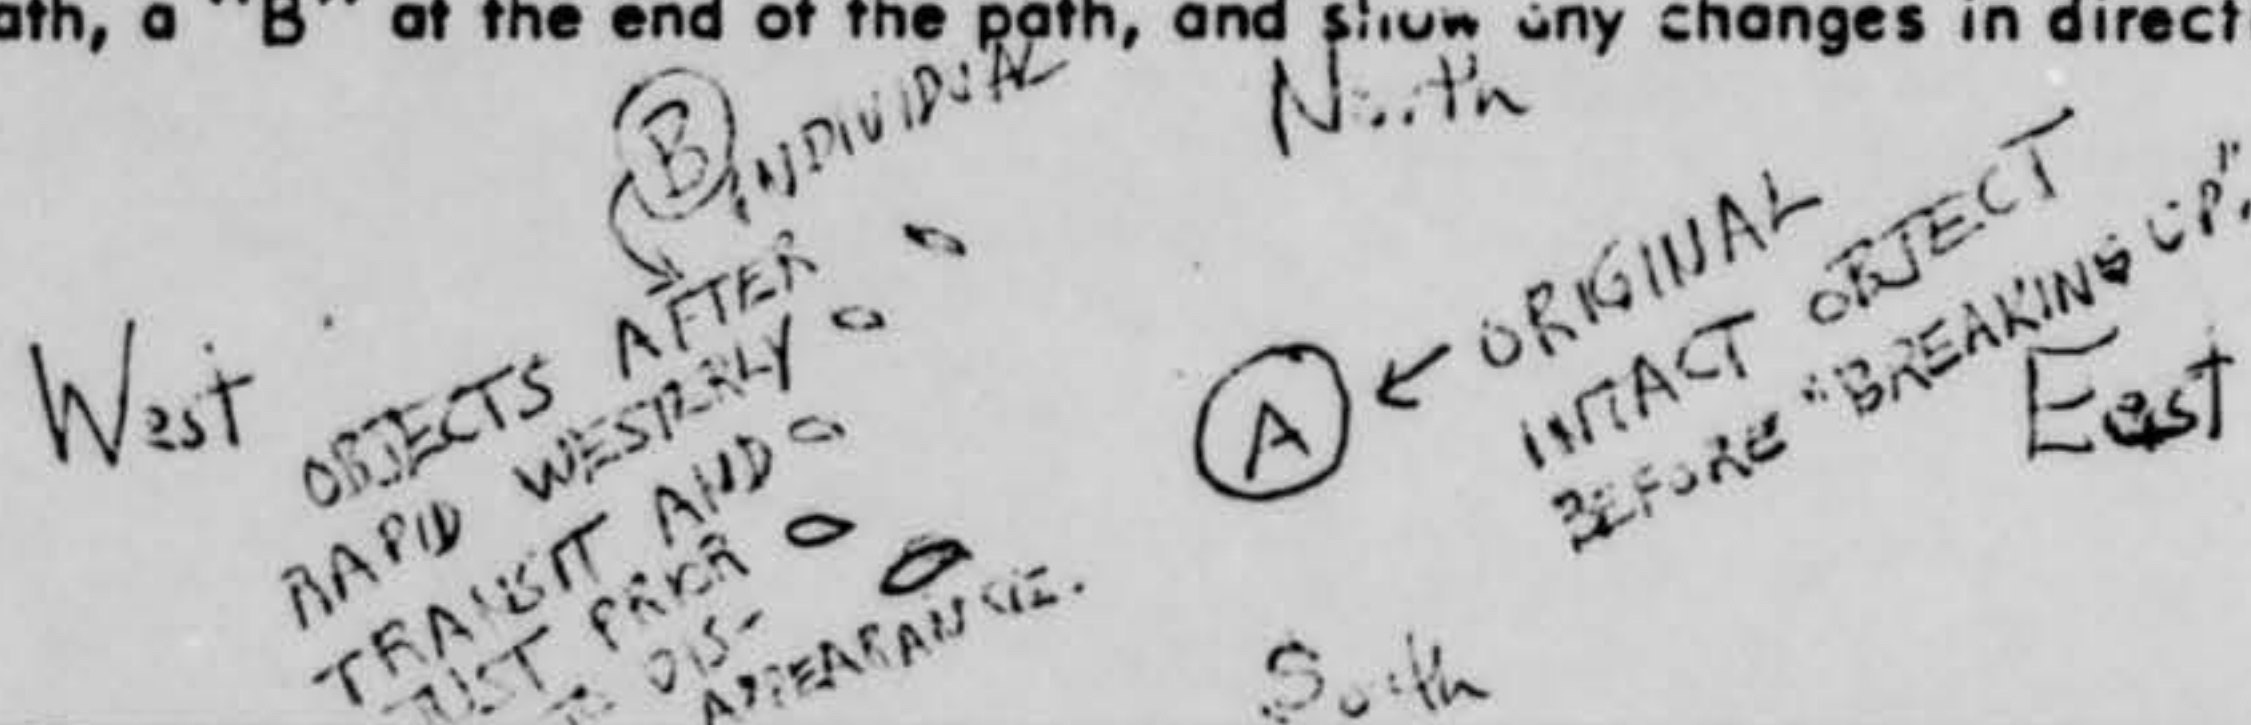 ath, a "B" at the end of the path, and show any changes in direct
North
B INDIVIDUAL
OBJECTS AFTER
RAPID WESTERLY
TRANSIT AND
JUST PRIOR
TO DIS-
APPEARANCE.
A ← ORIGINAL
INTACT OBJECT
BEFORE "BREAKING UP."
West
East
South